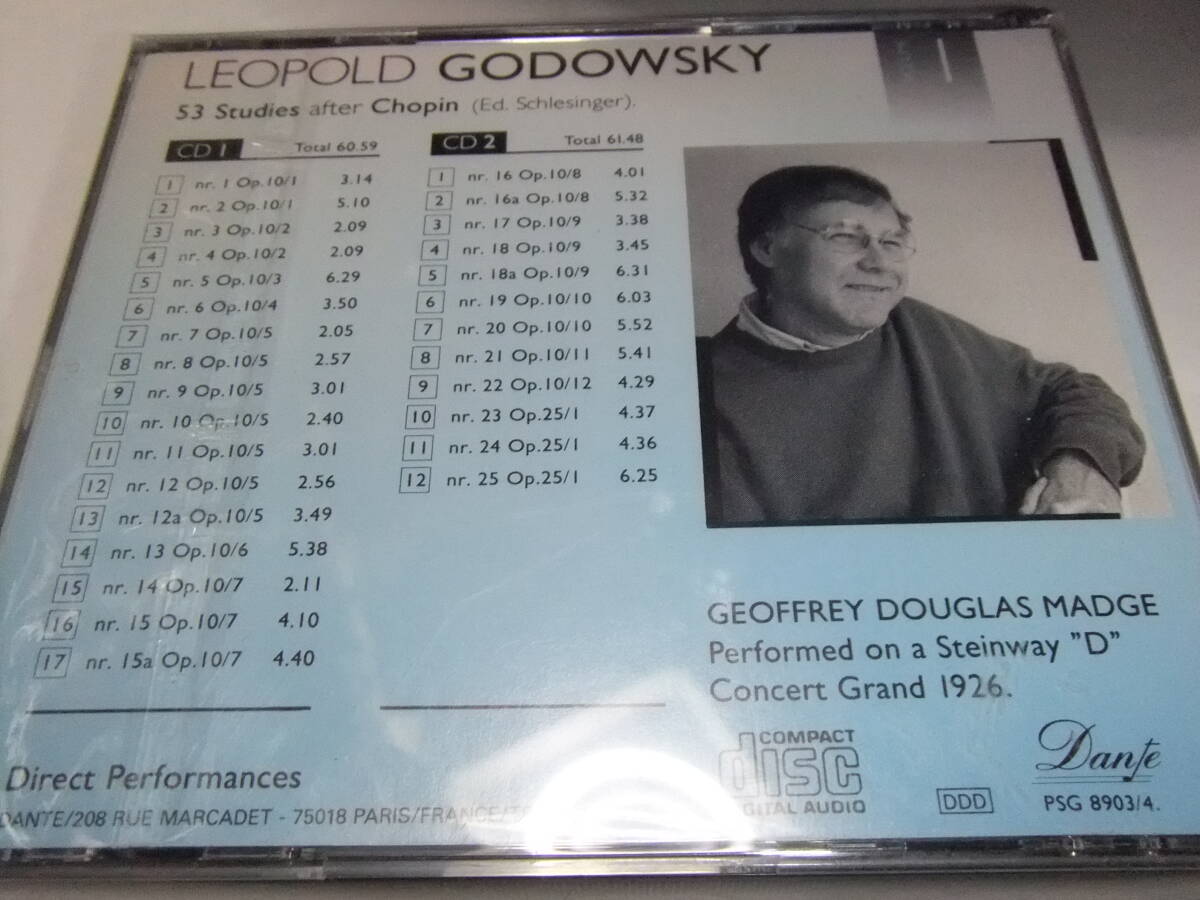 LEOPOLD GODOWSKY
53 Studies after Chopin (Ed. Schlesinger).
CD 1 Total 60.59
1 nr. 1 Op.10/1 3.14
2 nr. 2 Op.10/1 5.10
3 nr. 3 Op.10/2 2.09
4 nr. 4 Op.10/2 2.09
5 nr. 5 Op.10/3 6.29
6 nr. 6 Op.10/4 3.50
7 nr. 7 Op.10/5 2.05
8 nr. 8 Op.10/5 2.57
9 nr. 9 Op.10/5 3.01
10 nr. 10 Op.10/5 2.40
11 nr. 11 Op.10/5 3.01
12 nr. 12 Op.10/5 2.56
13 nr. 12a Op.10/5 3.49
14 nr. 13 Op.10/6 5.38
15 nr. 14 Op.10/7 2.11
16 nr. 15 Op.10/7 4.10
17 nr. 15a Op.10/7 4.40
CD 2 Total 61.48
1 nr. 16 Op.10/8 4.01
2 nr. 16a Op.10/8 5.32
3 nr. 17 Op.10/9 3.38
4 nr. 18 Op.10/9 3.45
5 nr. 18a Op.10/9 6.31
6 nr. 19 Op.10/10 6.03
7 nr. 20 Op.10/10 5.52
8 nr. 21 Op.10/11 5.41
9 nr. 22 Op.10/12 4.29
10 nr. 23 Op.25/1 4.37
11 nr. 24 Op.25/1 4.36
12 nr. 25 Op.25/1 6.25
GEOFFREY DOUGLAS MADGE
Performed on a Steinway "D"
Concert Grand 1926.
Direct Performances
DANTE/208 RUE MARCADET - 75018 PARIS/FRANCE
COMPACT
disc
DIGITAL AUDIO
DDD
Dante
PSG 8903/4.